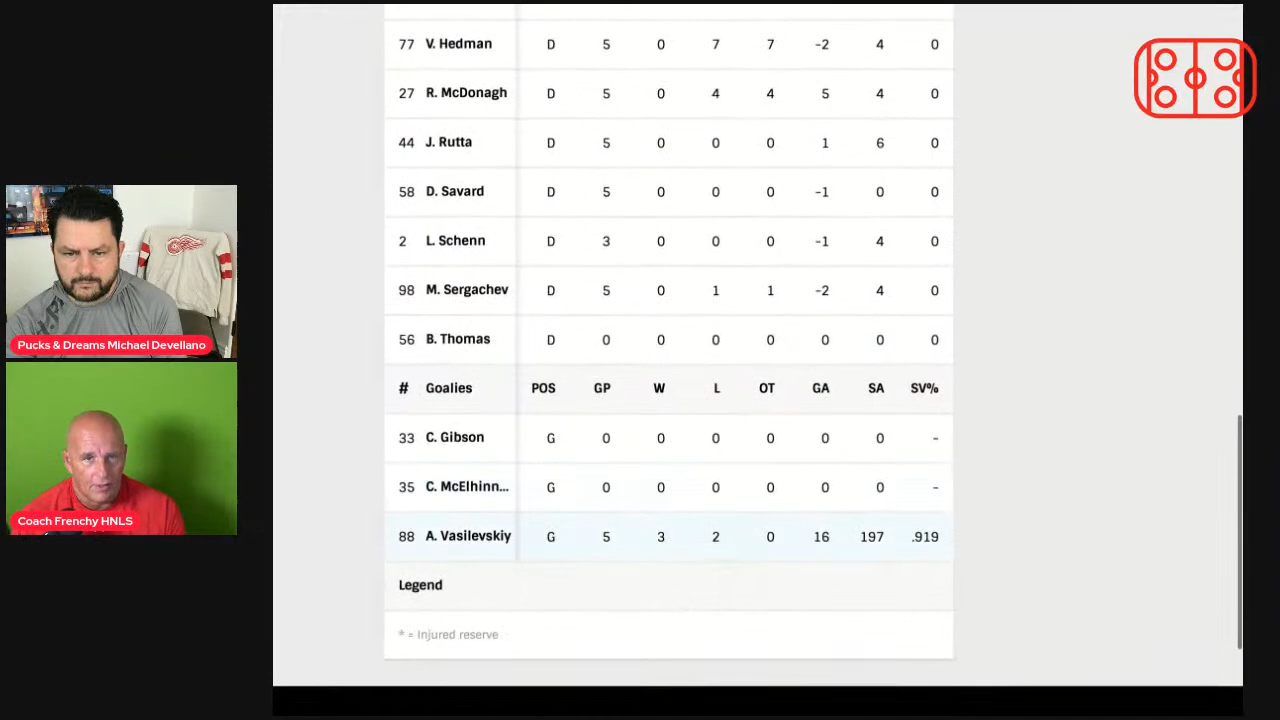 77 V. Hedman D 5 0 7 7 -2 4 0
27 R. McDonagh D 5 0 4 4 5 4 0
44 J. Rutta D 5 0 0 0 1 6 0
58 D. Savard D 5 0 0 0 -1 0 0
2 L. Schenn D 3 0 0 0 -1 4 0
98 M. Sergachev D 5 0 1 1 -2 4 0
56 B. Thomas D 0 0 0 0 0 0 0
# Goalies POS GP W L OT GA SA SV%
33 C. Gibson G 0 0 0 0 0 0 -
35 C. McElhinn... G 0 0 0 0 0 0 -
88 A. Vasilevskiy G 5 3 2 0 16 197 .919
Legend
* = Injured reserve
Pucks & Dreams Michael Devellano
Coach Frenchy HNLS